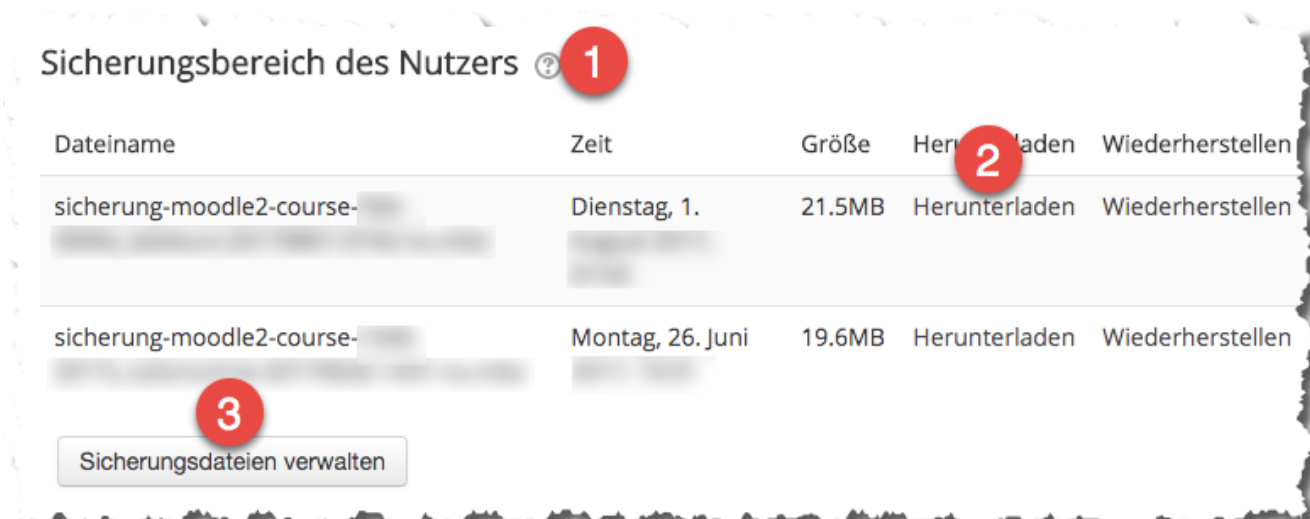 Sicherungsbereich des Nutzers ? 1
Dateiname Zeit Größe Herunterladen Wiederherstellen
2
sicherung-moodle2-course- Dienstag, 1. 21.5MB Herunterladen Wiederherstellen
sicherung-moodle2-course- Montag, 26. Juni 19.6MB Herunterladen Wiederherstellen
3
Sicherungsdateien verwalten